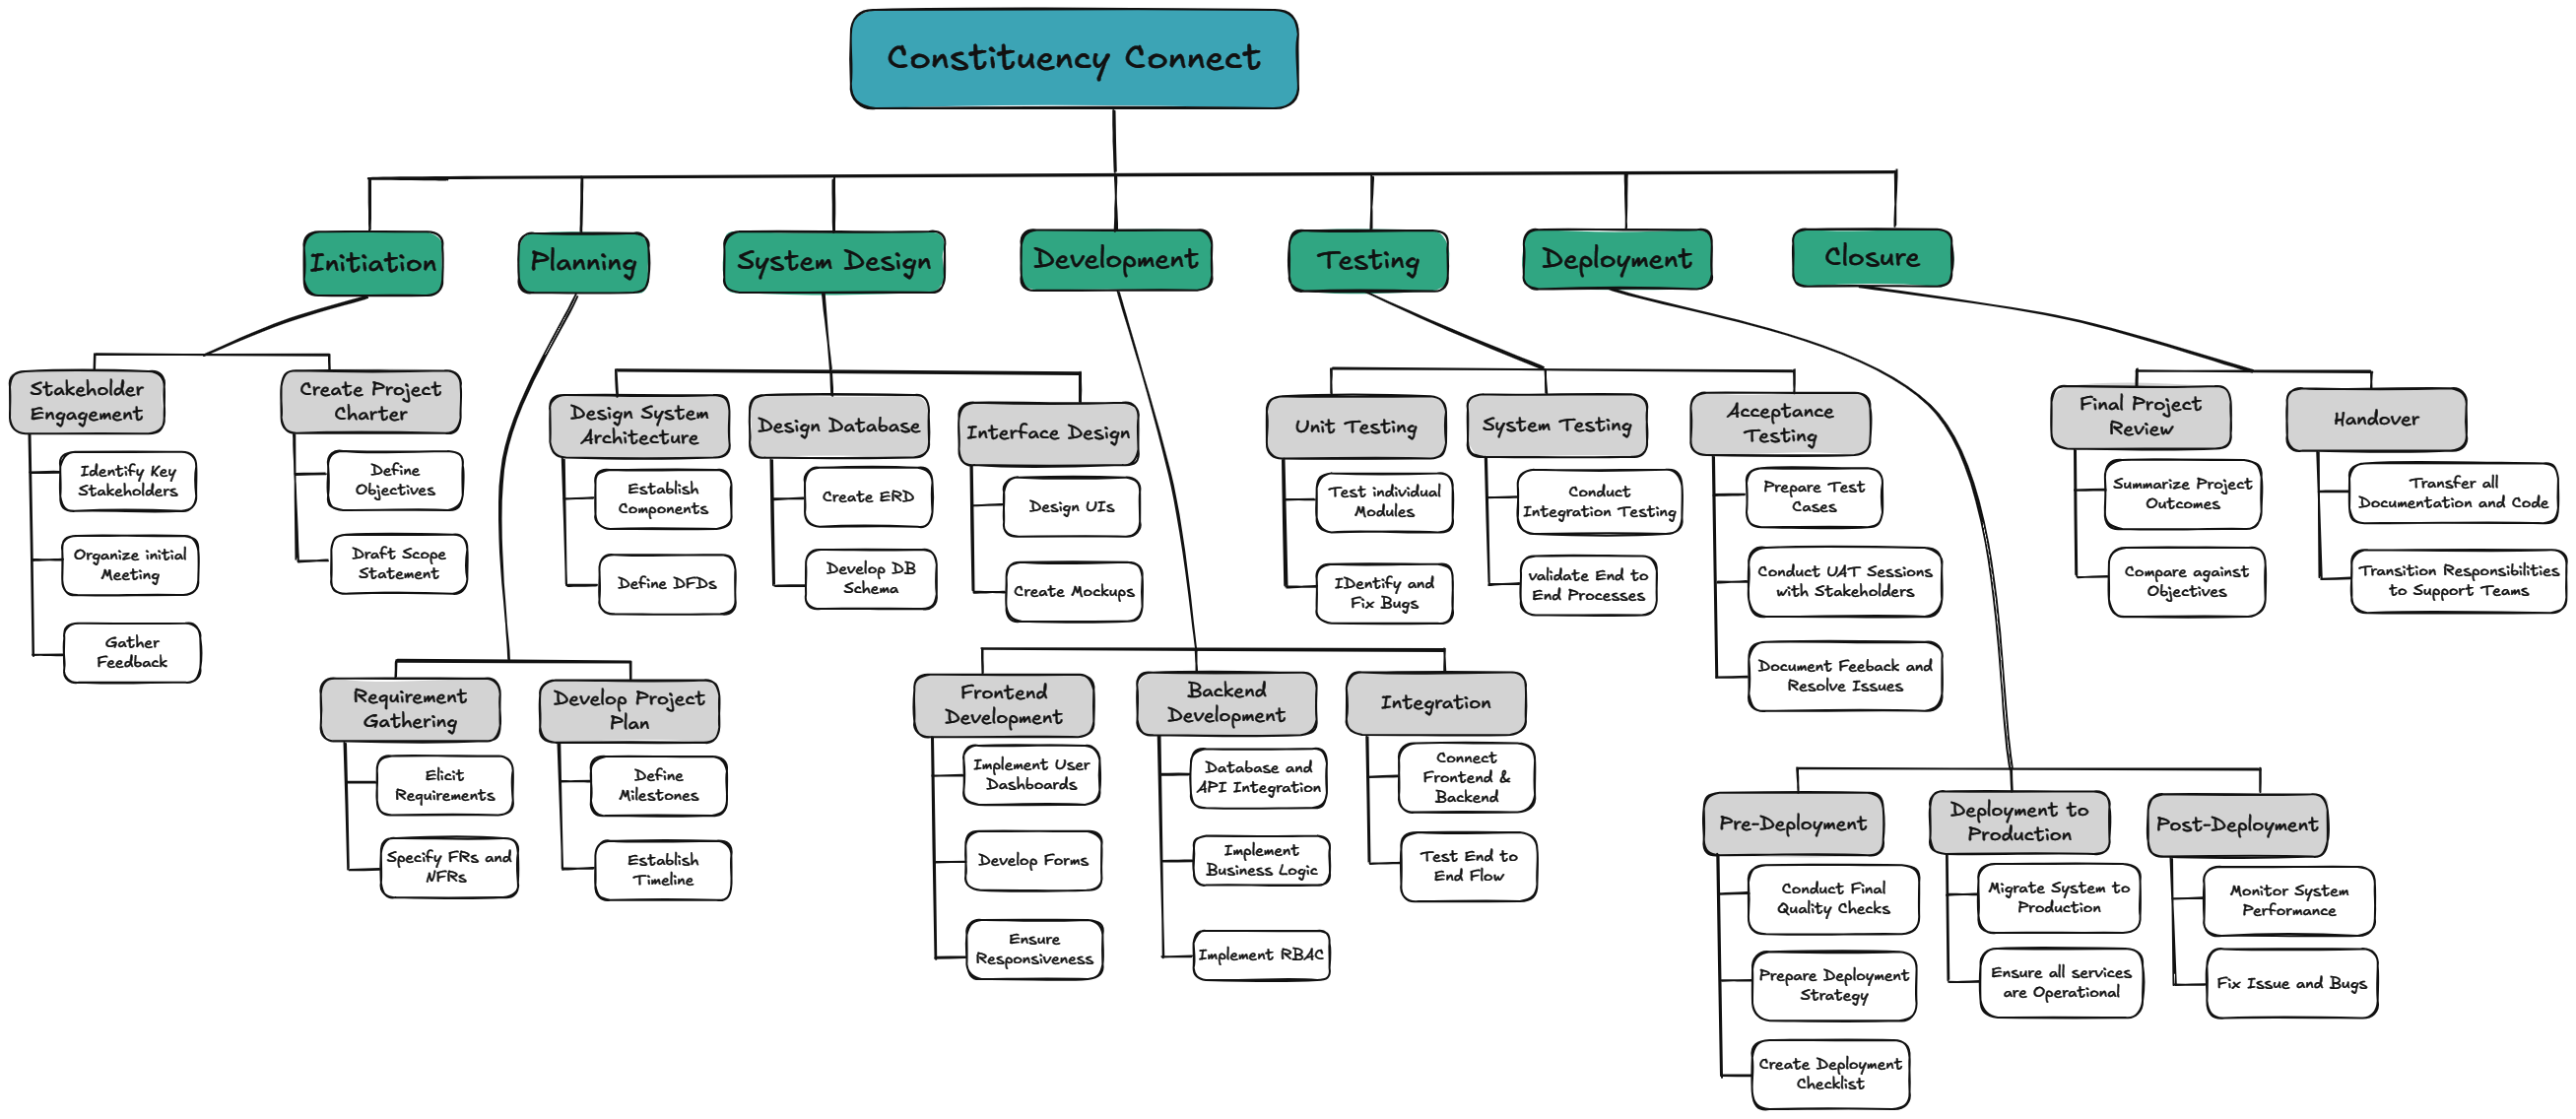 Constituency Connect
Initiation
Planning
System Design
Development
Testing
Deployment
Closure
Stakeholder
Engagement
Identify Key
Stakeholders
Organize initial
Meeting
Gather
Feedback
Create Project
Charter
Define
Objectives
Draft Scope
Statement
Requirement
Gathering
Elicit
Requirements
Specify FRs and
NFRs
Develop Project
Plan
Define
Milestones
Establish
Timeline
Design System
Architecture
Establish
Components
Define DFDs
Design Database
Create ERD
Develop DB
Schema
Interface Design
Design UIs
Create Mockups
Frontend
Development
Implement User
Dashboards
Develop Forms
Ensure
Responsiveness
Backend
Development
Database and
API Integration
Implement
Business Logic
Implement RBAC
Integration
Connect
Frontend &
Backend
Test End to
End Flow
Unit Testing
Test individual
Modules
IDentify and
Fix Bugs
System Testing
Conduct
Integration Testing
validate End to
End Processes
Acceptance
Testing
Prepare Test
Cases
Conduct UAT Sessions
with Stakeholders
Document Feeback and
Resolve Issues
Pre-Deployment
Conduct Final
Quality Checks
Prepare Deployment
Strategy
Create Deployment
Checklist
Deployment to
Production
Migrate System to
Production
Ensure all services
are Operational
Post-Deployment
Monitor System
Performance
Fix Issue and Bugs
Final Project
Review
Summarize Project
Outcomes
Compare against
Objectives
Handover
Transfer all
Documentation and Code
Transition Responsibilities
to Support Teams